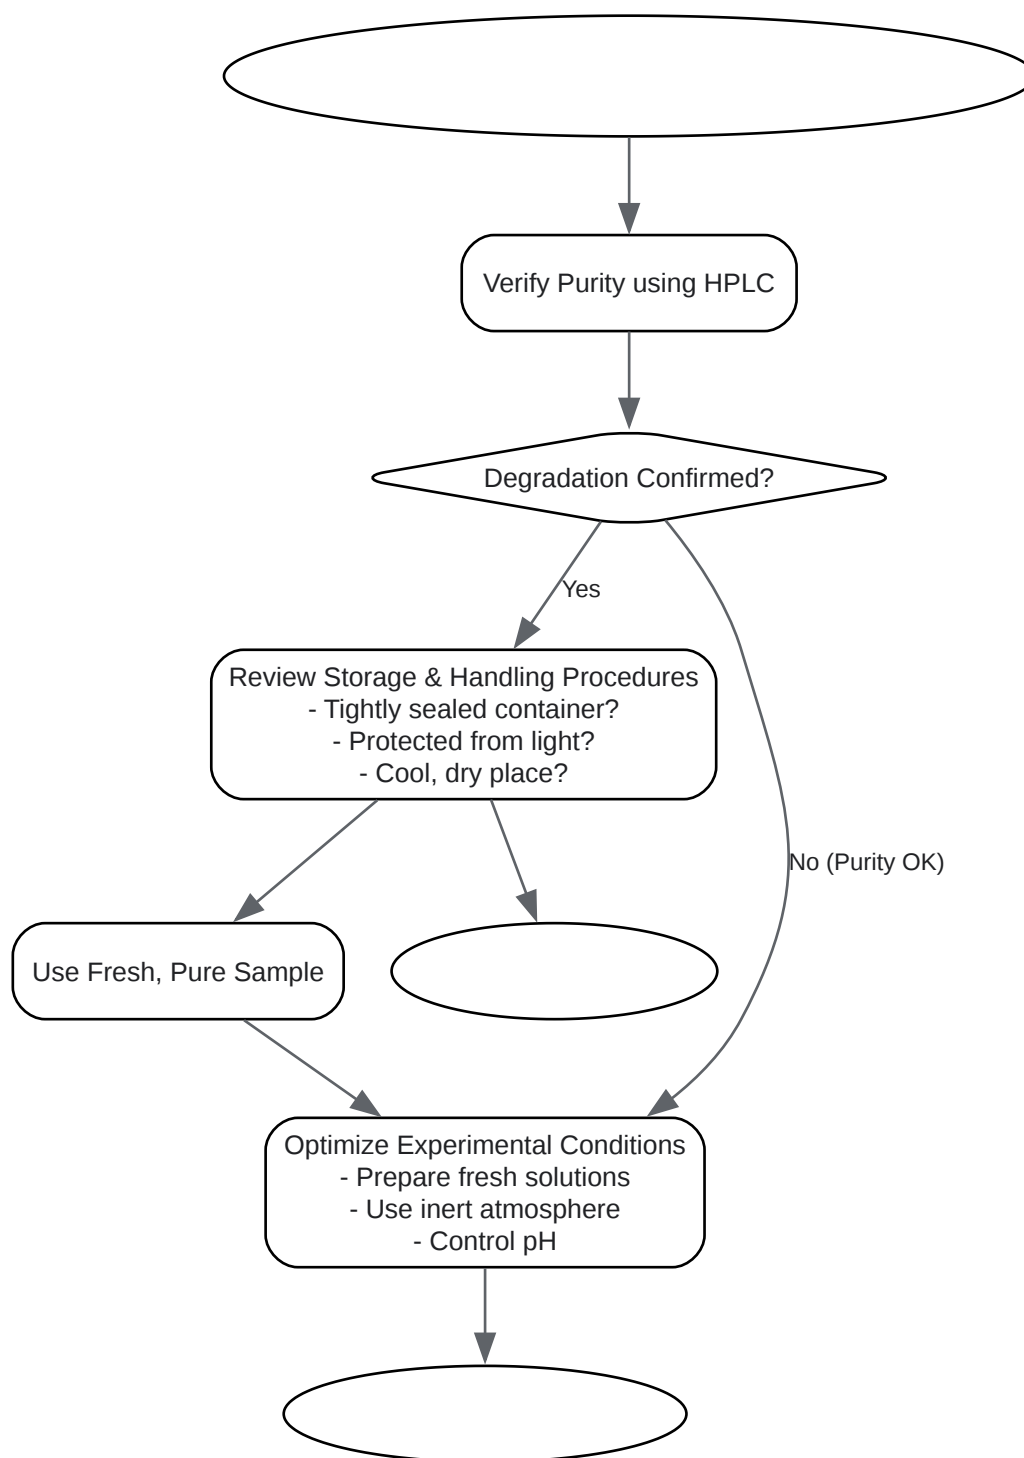 Verify Purity using HPLC
Degradation Confirmed?
Yes
Review Storage & Handling Procedures
- Tightly sealed container?
- Protected from light?
- Cool, dry place?
No (Purity OK)
Use Fresh, Pure Sample
Optimize Experimental Conditions
- Prepare fresh solutions
- Use inert atmosphere
- Control pH